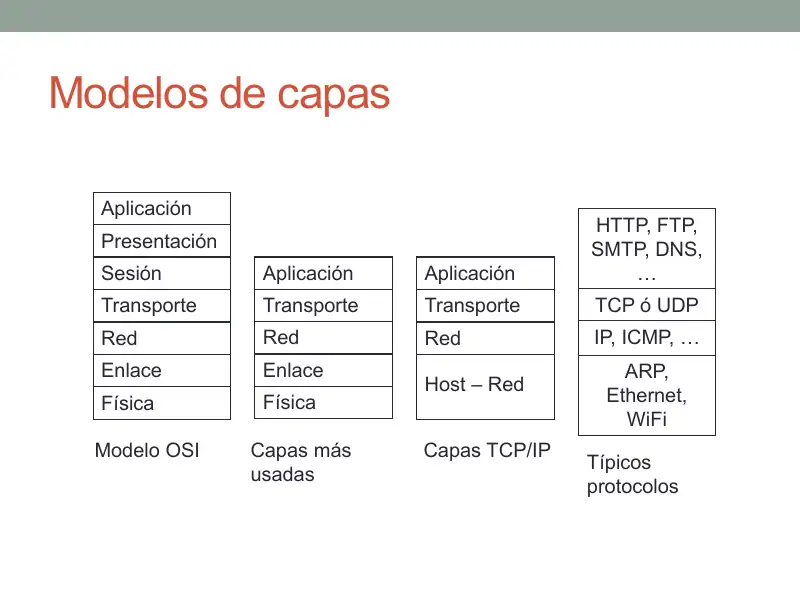 Modelos de capas
Aplicación
Presentación
Sesión
Transporte
Red
Enlace
Física
Modelo OSI
Aplicación
Transporte
Red
Enlace
Física
Capas más
usadas
Aplicación
Transporte
Red
Host – Red
Capas TCP/IP
HTTP, FTP,
SMTP, DNS,
…
TCP ó UDP
IP, ICMP, …
ARP,
Ethernet,
WiFi
Típicos
protocolos